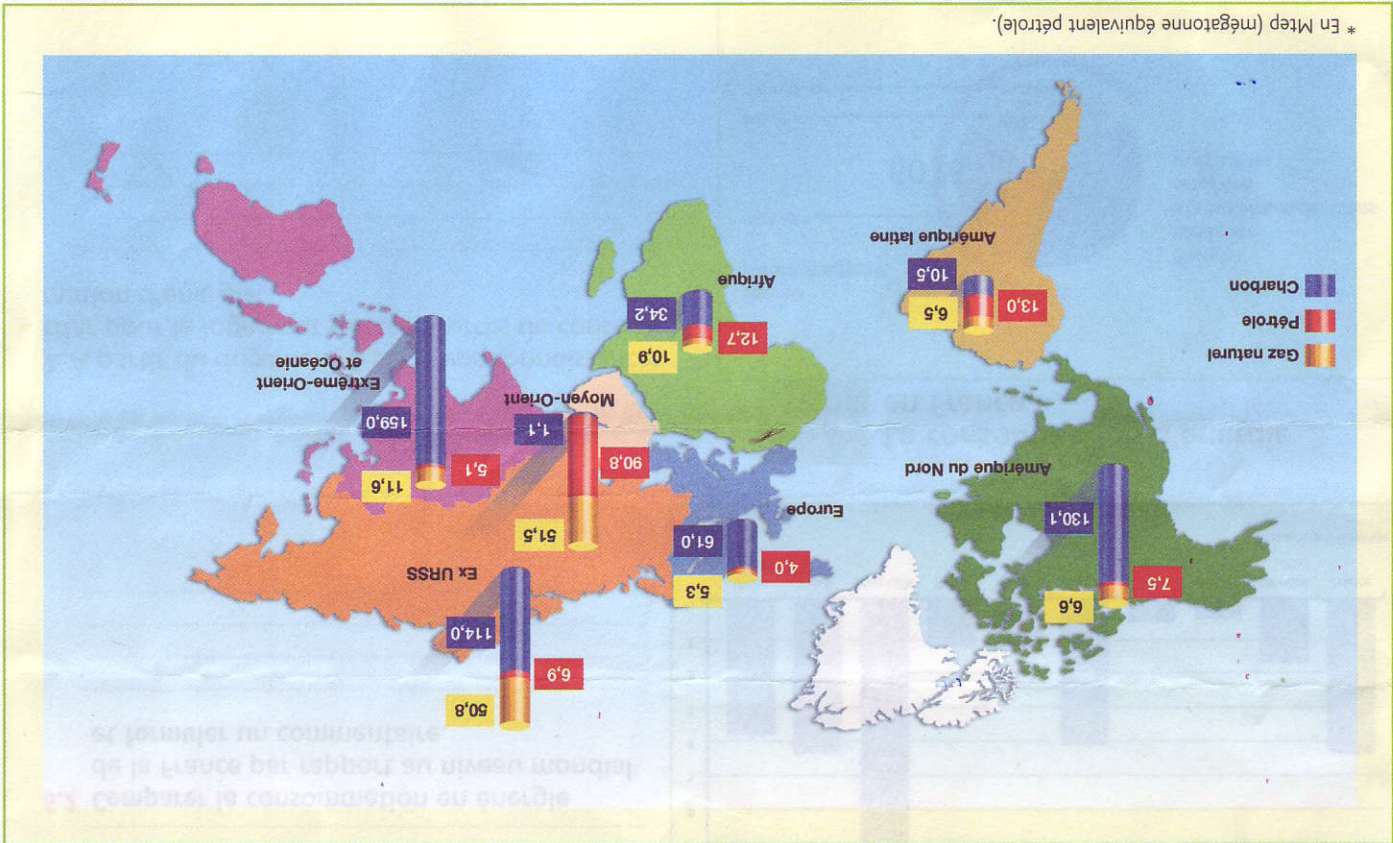 50,8
6,9
114,0
Ex URSS
6,6
7,5
130,1
Amérique du Nord
5,3
4,0
61,0
Europe
51,5
90,8
1,1
Moyen-Orient
11,6
5,1
159,0
Extrême-Orient
et Océanie
Gaz naturel
Pétrole
Charbon
6,5
13,0
10,5
Amérique latine
10,9
12,7
34,2
Afrique
* En Mtep (mégatonne équivalent pétrole).